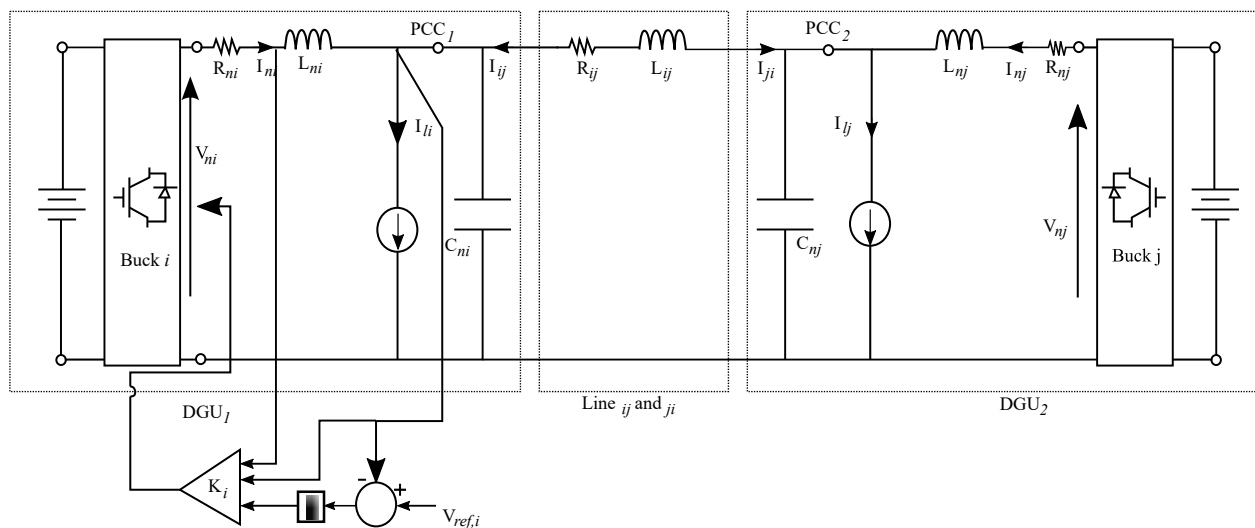 PCC1
PCC2
Rni
Ini
Lni
Iij
Rij
Lij
Iji
Lnj
Inj
Rnj
Vni
Ili
Ilj
Buck i
Cni
Cnj
Vnj
Buck j
DGU1
Line ij and ji
DGU2
Ki
-
+
Vref,i